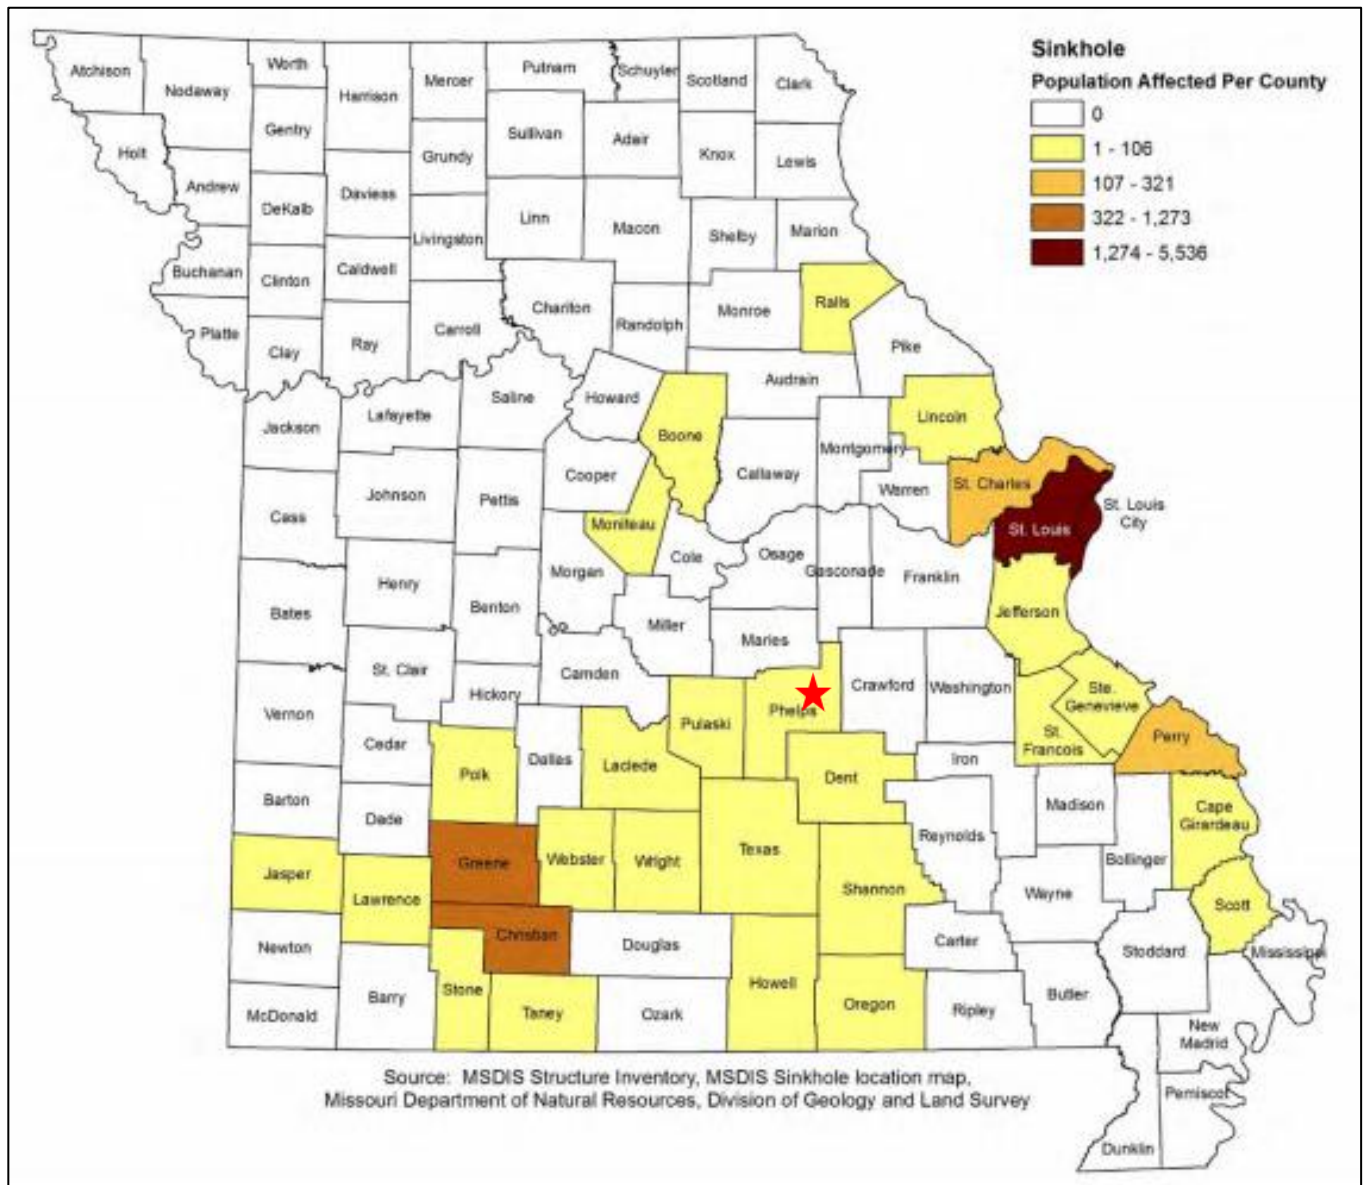 Sinkhole
Population Affected Per County
0
1 - 106
107 - 321
322 - 1,273
1,274 - 5,536
Atchison
Nodaway
Worth
Harrison
Mercer
Putnam
Schuyler
Scotland
Clark
Holt
Gentry
Sullivan
Adair
Knox
Lewis
Andrew
DeKalb
Daviess
Grundy
Linn
Macon
Shelby
Marion
Buchanan
Clinton
Caldwell
Livingston
Chariton
Randolph
Monroe
Ralls
Platte
Clay
Ray
Carroll
Pike
Audrain
Jackson
Lafayette
Saline
Howard
Boone
Callaway
Montgomery
Lincoln
Cooper
Warren
St. Charles
St. Louis
St. Louis
City
Cass
Johnson
Pettis
Moniteau
Cole
Osage
Gasconade
Franklin
Jefferson
Bates
Henry
Benton
Morgan
Miller
Maries
St. Clair
Hickory
Camden
Pulaski
Phelps
Crawford
Washington
Ste.
Genevieve
St.
Francois
Perry
Vernon
Cedar
Polk
Dallas
Laclede
Dent
Iron
Madison
Cape
Girardeau
Barton
Dade
Greene
Webster
Wright
Texas
Shannon
Reynolds
Bollinger
Wayne
Scott
Jasper
Lawrence
Christian
Douglas
Howell
Carter
Stoddard
Mississippi
Newton
Barry
Stone
Taney
Ozark
Oregon
Ripley
Butler
New
Madrid
McDonald
Pemiscot
Dunklin
Source: MSDIS Structure Inventory, MSDIS Sinkhole location map,
Missouri Department of Natural Resources, Division of Geology and Land Survey